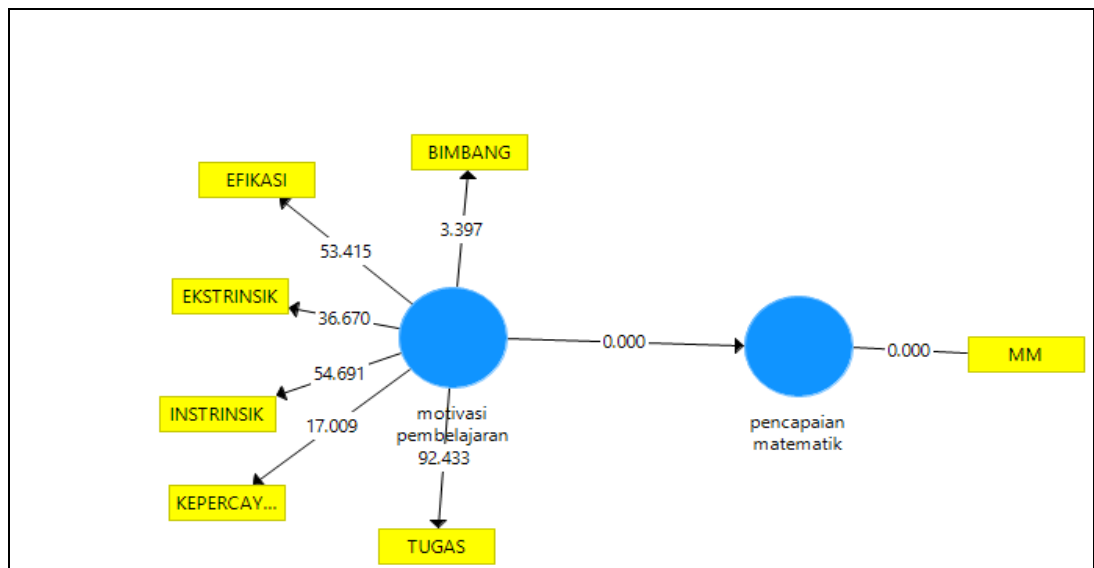 BIMBANG
EFIKASI
3.397
53.415
EKSTRINSIK
36.670
0.000
0.000
MM
54.691
INSTRINSIK
motivasi
pembelajaran
pencapaian
matematik
17.009
92.433
KEPERCAY...
TUGAS